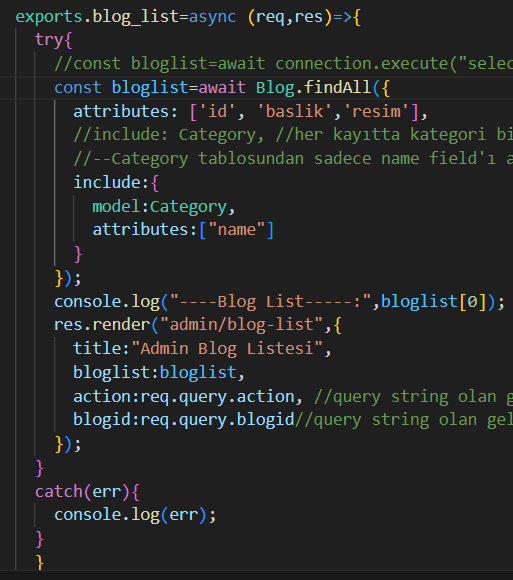 exports.blog_list=async (req,res)=>{
try{
//const bloglist=await connection.execute("selec
const bloglist=await Blog.findAll({
attributes: ['id', 'baslik','resim'],
//include: Category, //her kayıtta kategori bi
//--Category tablosundan sadece name field'ı a
include:{
model:Category,
attributes:["name"]
}
});
console.log("----Blog List-----:",bloglist[0]);
res.render("admin/blog-list",{
title:"Admin Blog Listesi",
bloglist:bloglist,
action:req.query.action, //query string olan g
blogid:req.query.blogid//query string olan gel
});
}
catch(err){
console.log(err);
}
}